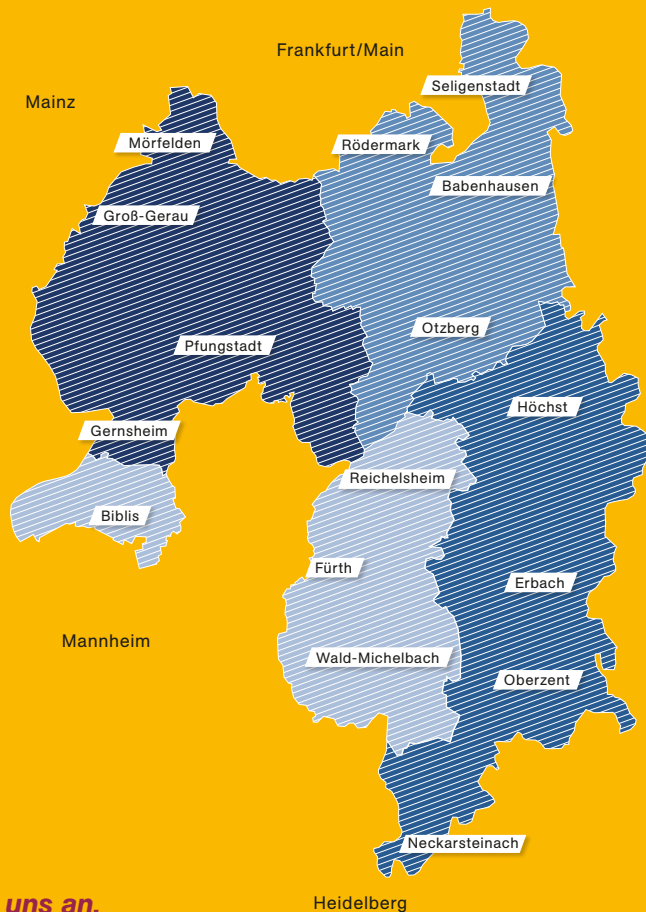 Frankfurt/Main
Seligenstadt
Mainz
Mörfelden
Rödermark
Babenhausen
Groß-Gerau
Otzberg
Pfungstadt
Höchst
Gernsheim
Reichelsheim
Biblis
Fürth
Erbach
Mannheim
Wald-Michelbach
Oberzent
Neckarsteinach
uns an.
Heidelberg